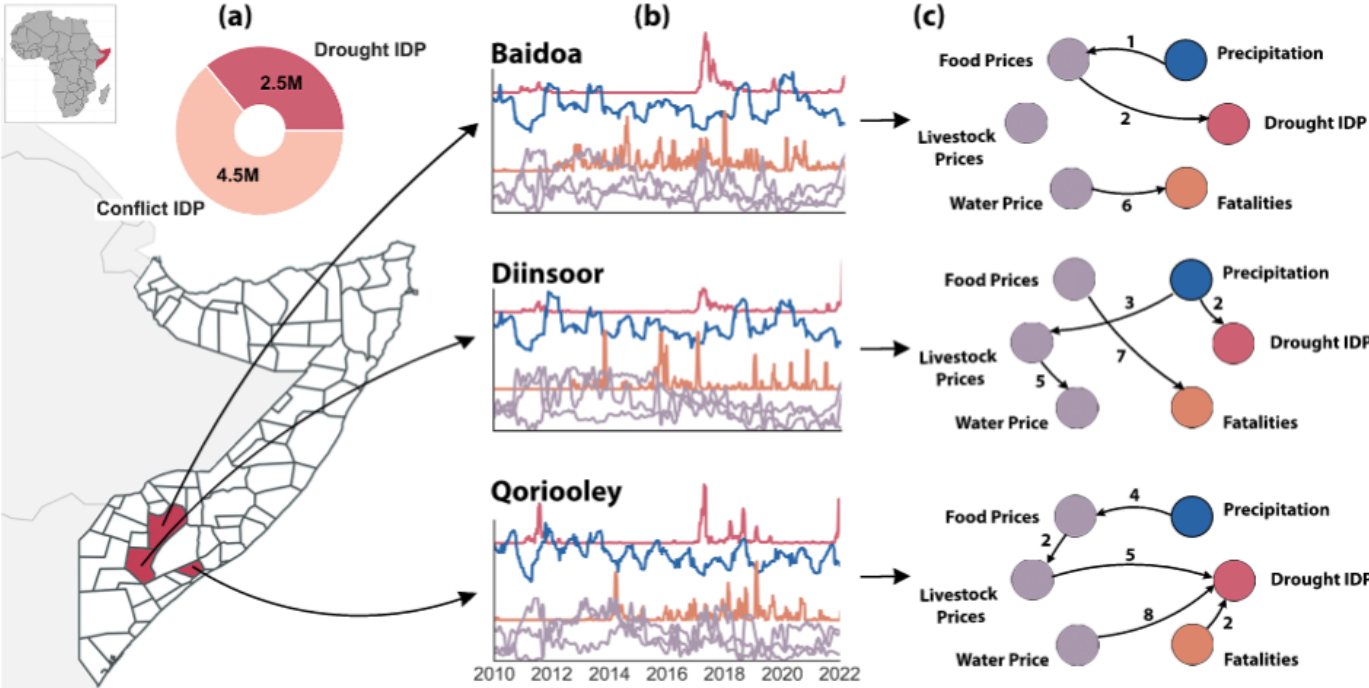 (a)
(b)
(c)
Drought IDP
2.5M
4.5M
Conflict IDP
Baidoa
Food Prices
1
Precipitation
2
Drought IDP
Livestock
Prices
Water Price
6
Fatalities
Diinsoor
Food Prices
Precipitation
3
2
Drought IDP
Livestock
Prices
7
5
Water Price
Fatalities
Qoriooley
4
Food Prices
Precipitation
2
5
Drought IDP
Livestock
Prices
8
2
Water Price
Fatalities
2010 2012 2014 2016 2018 2020 2022